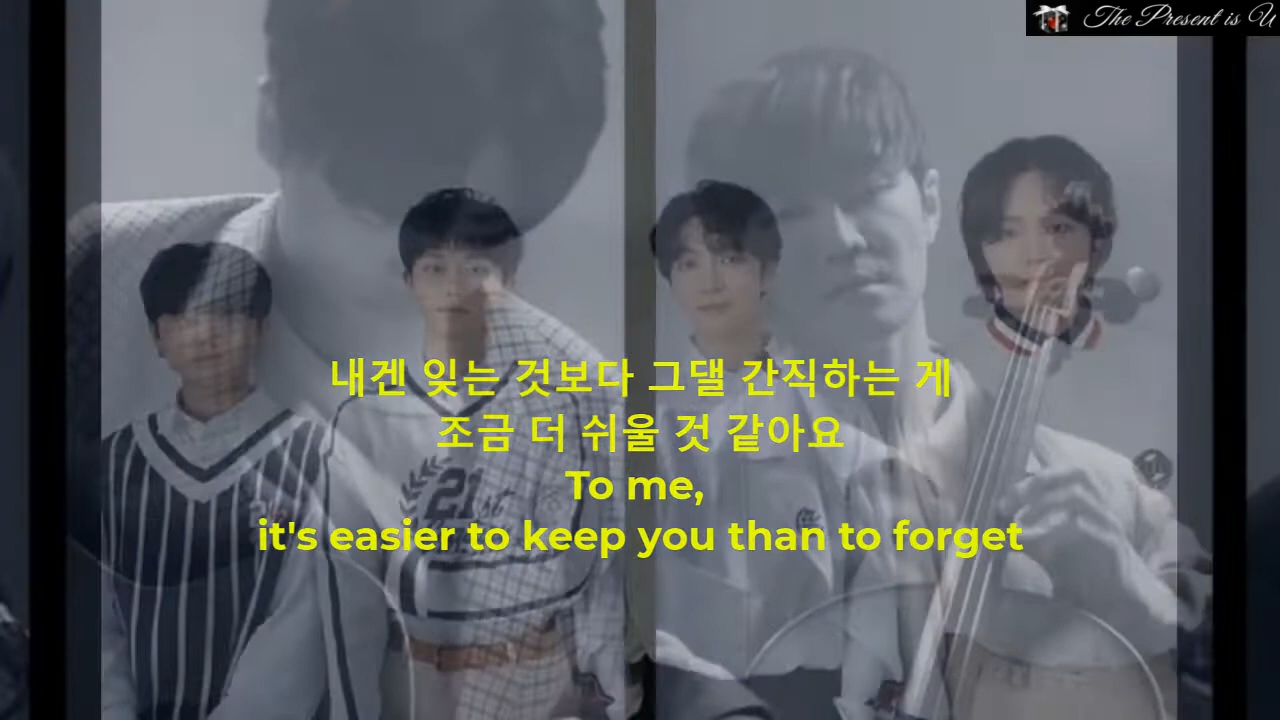 The Present is U
내겐 잊는 것보다 그댈 간직하는 게
조금 더 쉬울 것 같아요
To me,
it's easier to keep you than to forget
21st